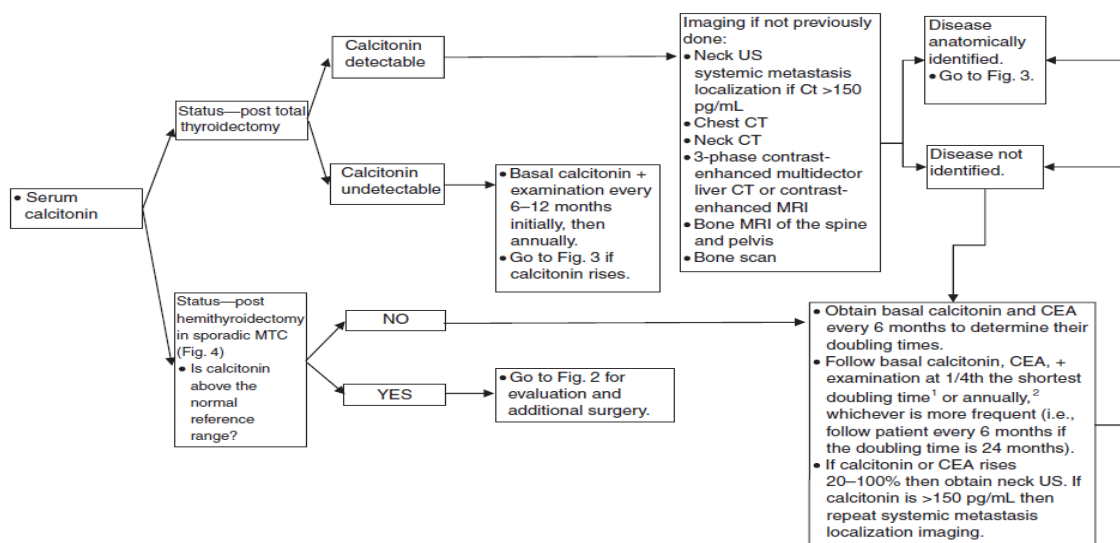 • Serum
calcitonin
Status—post total
thyroidectomy
Calcitonin
detectable
Calcitonin
undetectable
• Basal calcitonin +
examination every
6–12 months
initially, then
annually.
• Go to Fig. 3 if
calcitonin rises.
Imaging if not previously
done:
• Neck US
systemic metastasis
localization if Ct >150
pg/mL
• Chest CT
• Neck CT
• 3-phase contrast-
enhanced multidector
liver CT or contrast-
enhanced MRI
• Bone MRI of the spine
and pelvis
• Bone scan
Disease
anatomically
identified.
• Go to Fig. 3.
Disease not
identified.
Status—post
hemithyroidectomy
in sporadic MTC
(Fig. 4)
• Is calcitonin
above the
normal
reference
range?
NO
YES
• Go to Fig. 2 for
evaluation and
additional surgery.
• Obtain basal calcitonin and CEA
every 6 months to determine their
doubling times.
• Follow basal calcitonin, CEA, +
examination at 1/4th the shortest
doubling time¹ or annually,²
whichever is more frequent (i.e.,
follow patient every 6 months if
the doubling time is 24 months).
• If calcitonin or CEA rises
20–100% then obtain neck US. If
calcitonin is >150 pg/mL then
repeat systemic metastasis
localization imaging.